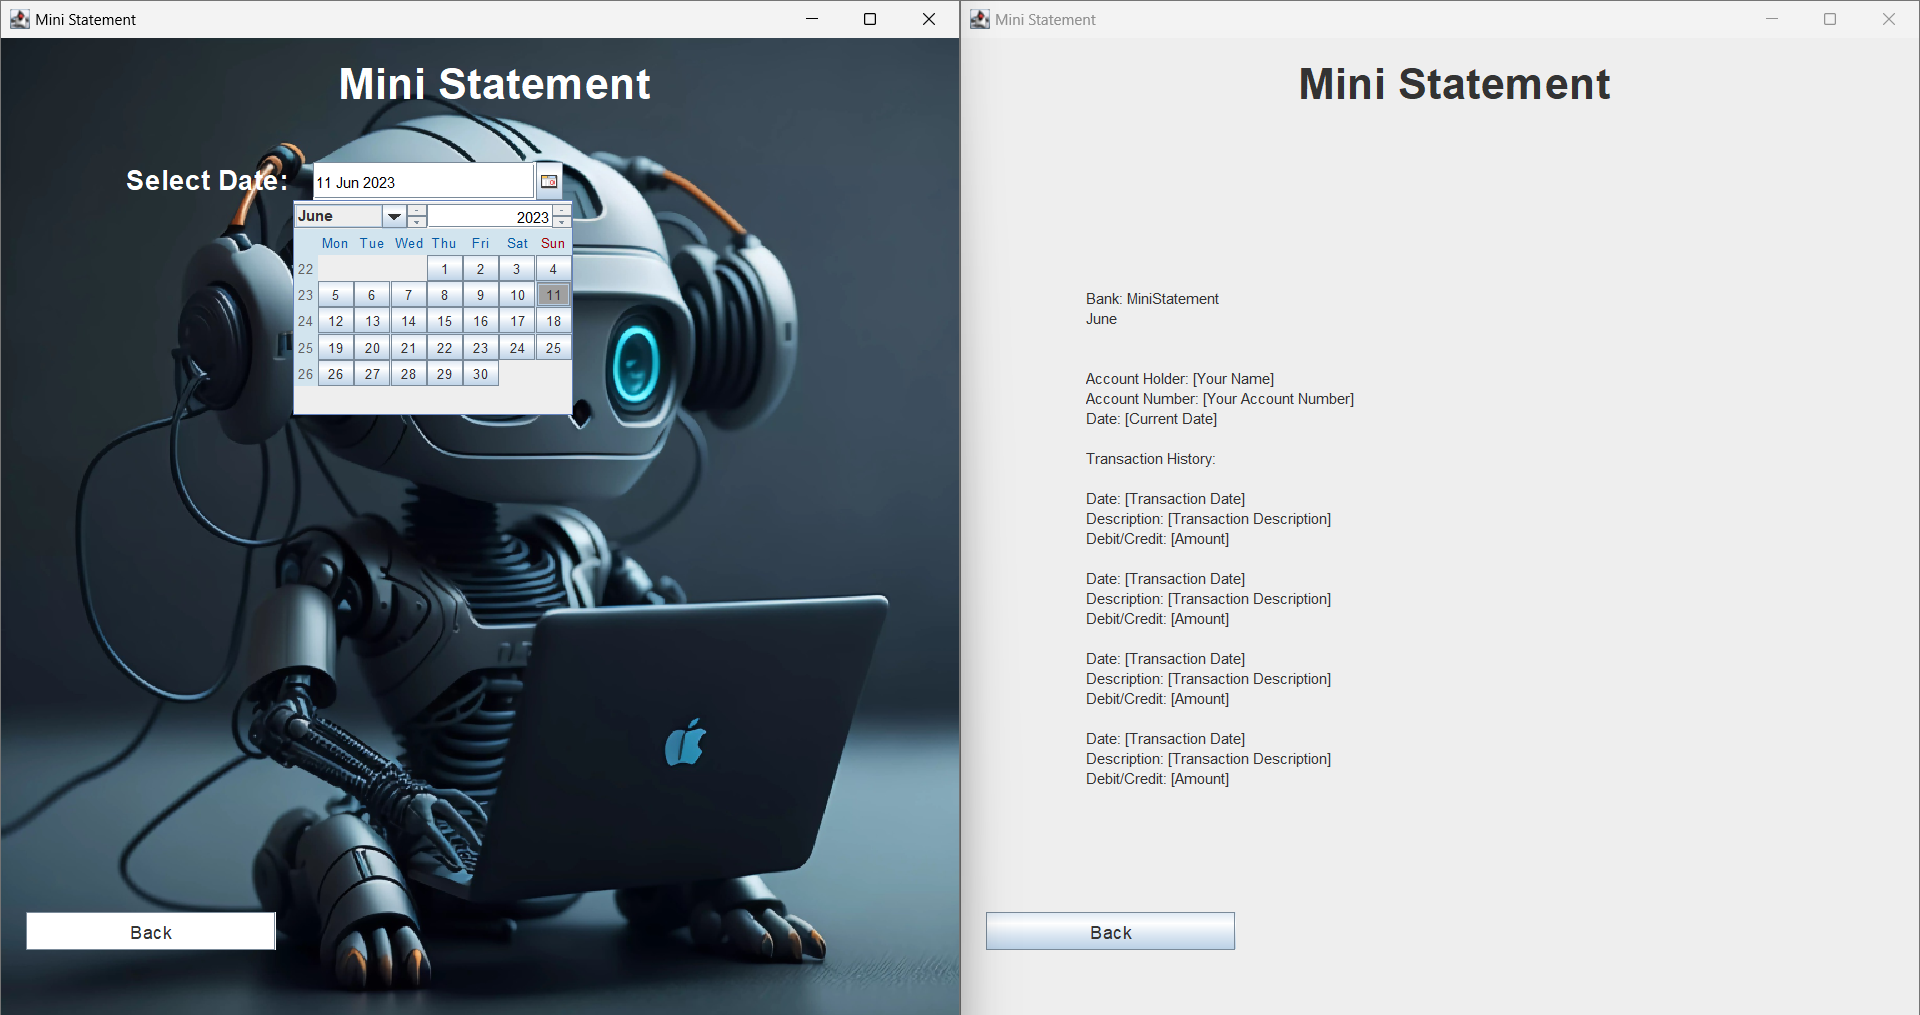 Mini Statement
Mini Statement
Select Date: 11 Jun 2023
June 2023
Mon Tue Wed Thu Fri Sat Sun
22 1 2 3 4
23 5 6 7 8 9 10 11
24 12 13 14 15 16 17 18
25 19 20 21 22 23 24 25
26 26 27 28 29 30
Back
Mini Statement
Mini Statement
Bank: MiniStatement
June
Account Holder: [Your Name]
Account Number: [Your Account Number]
Date: [Current Date]
Transaction History:
Date: [Transaction Date]
Description: [Transaction Description]
Debit/Credit: [Amount]
Date: [Transaction Date]
Description: [Transaction Description]
Debit/Credit: [Amount]
Date: [Transaction Date]
Description: [Transaction Description]
Debit/Credit: [Amount]
Date: [Transaction Date]
Description: [Transaction Description]
Debit/Credit: [Amount]
Back